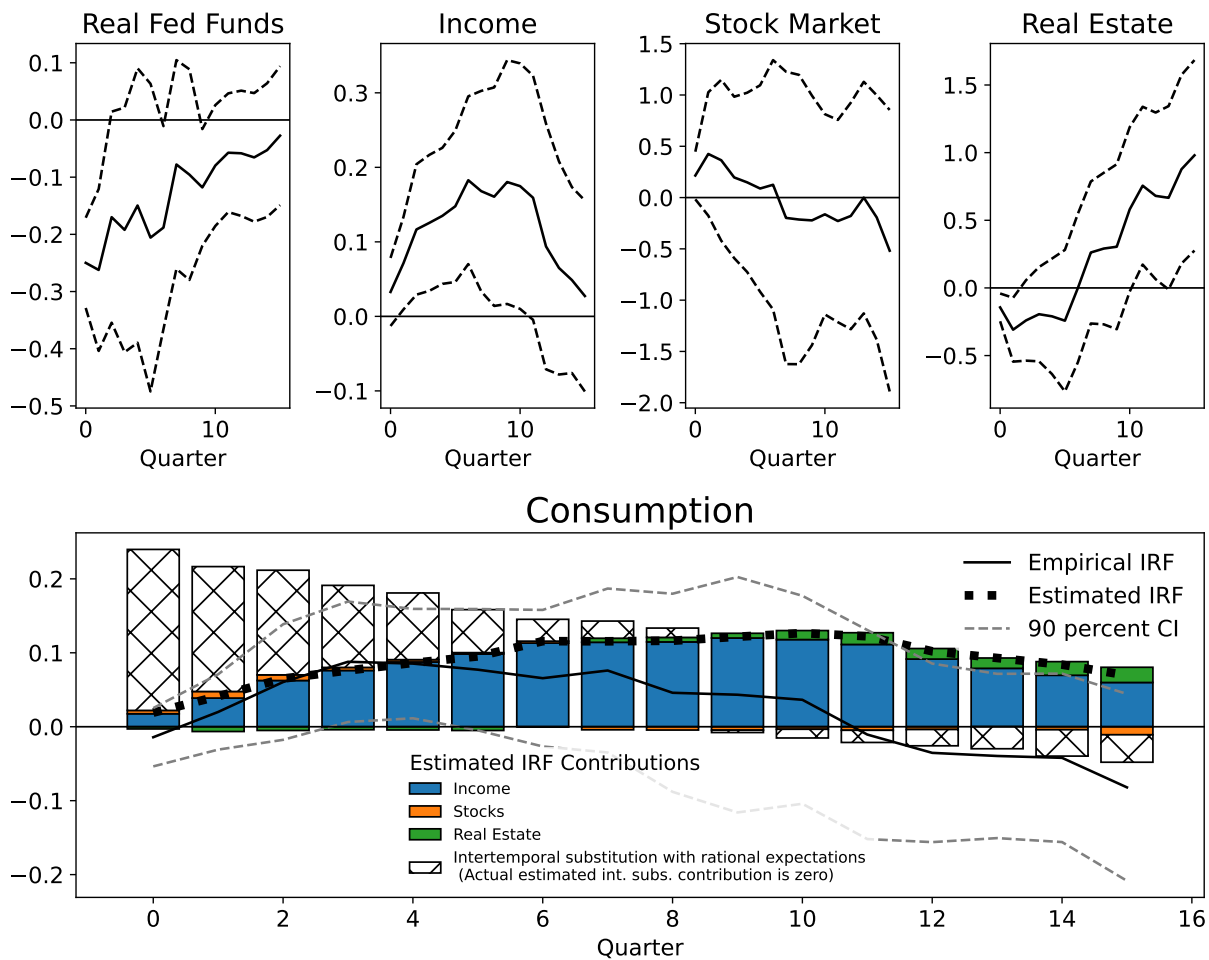 Real Fed Funds
Income
Stock Market
Real Estate
0.1
0.0
−0.1
−0.2
−0.3
−0.4
−0.5
0
10
Quarter
0.3
0.2
0.1
0.0
−0.1
0
10
Quarter
1.5
1.0
0.5
0.0
−0.5
−1.0
−1.5
−2.0
0
10
Quarter
1.5
1.0
0.5
0.0
−0.5
0
10
Quarter
Consumption
0.2
0.1
0.0
−0.1
−0.2
Empirical IRF
Estimated IRF
90 percent CI
Estimated IRF Contributions
Income
Stocks
Real Estate
Intertemporal substitution with rational expectations
(Actual estimated int. subs. contribution is zero)
0
2
4
6
8
10
12
14
16
Quarter